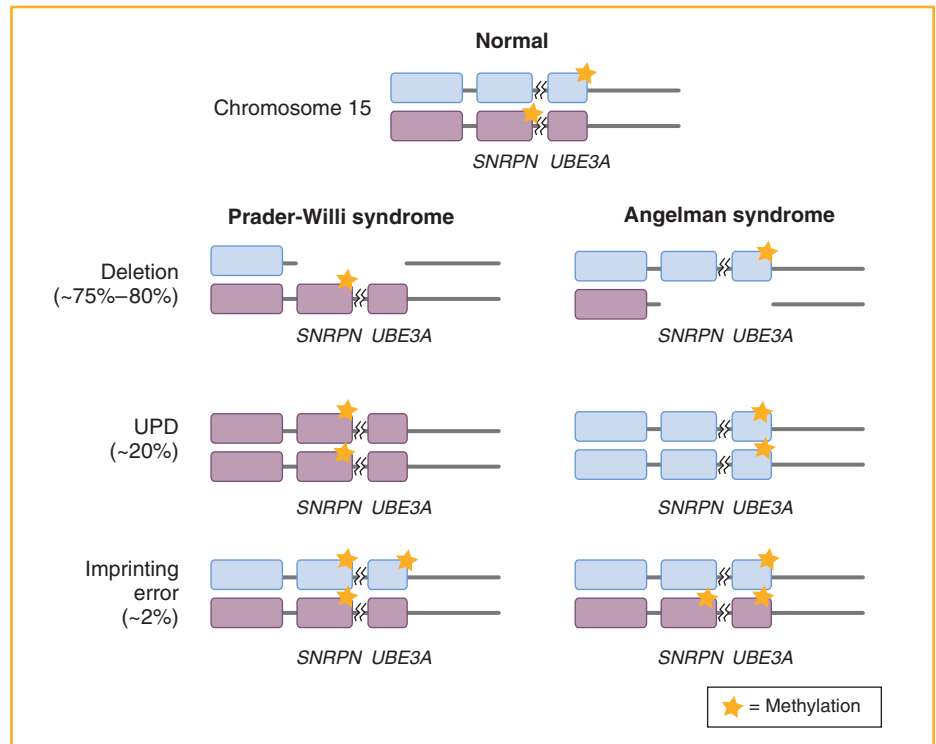 Normal
Chromosome 15
SNRPN UBE3A
Prader-Willi syndrome
Angelman syndrome
Deletion
(~75%–80%)
SNRPN UBE3A
SNRPN UBE3A
UPD
(~20%)
SNRPN UBE3A
SNRPN UBE3A
Imprinting
error
(~2%)
SNRPN UBE3A
SNRPN UBE3A
= Methylation